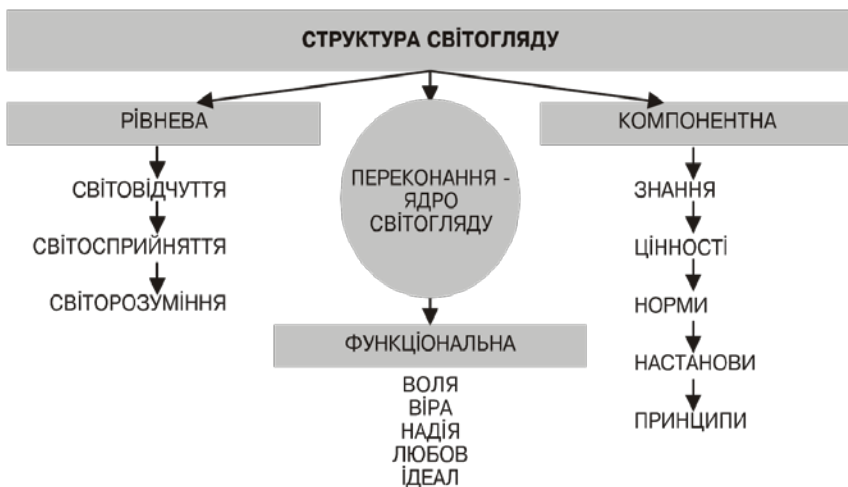 СТРУКТУРА СВІТОГЛЯДУ
РІВНЕВА
СВІТОВІДЧУТТЯ
СВІТОСПРИЙНЯТТЯ
СВІТОРОЗУМІННЯ
ПЕРЕКОНАННЯ -
ЯДРО
СВІТОГЛЯДУ
ФУНКЦІОНАЛЬНА
ВОЛЯ
ВІРА
НАДІЯ
ЛЮБОВ
ІДЕАЛ
КОМПОНЕНТНА
ЗНАННЯ
ЦІННОСТІ
НОРМИ
НАСТАНОВИ
ПРИНЦИПИ